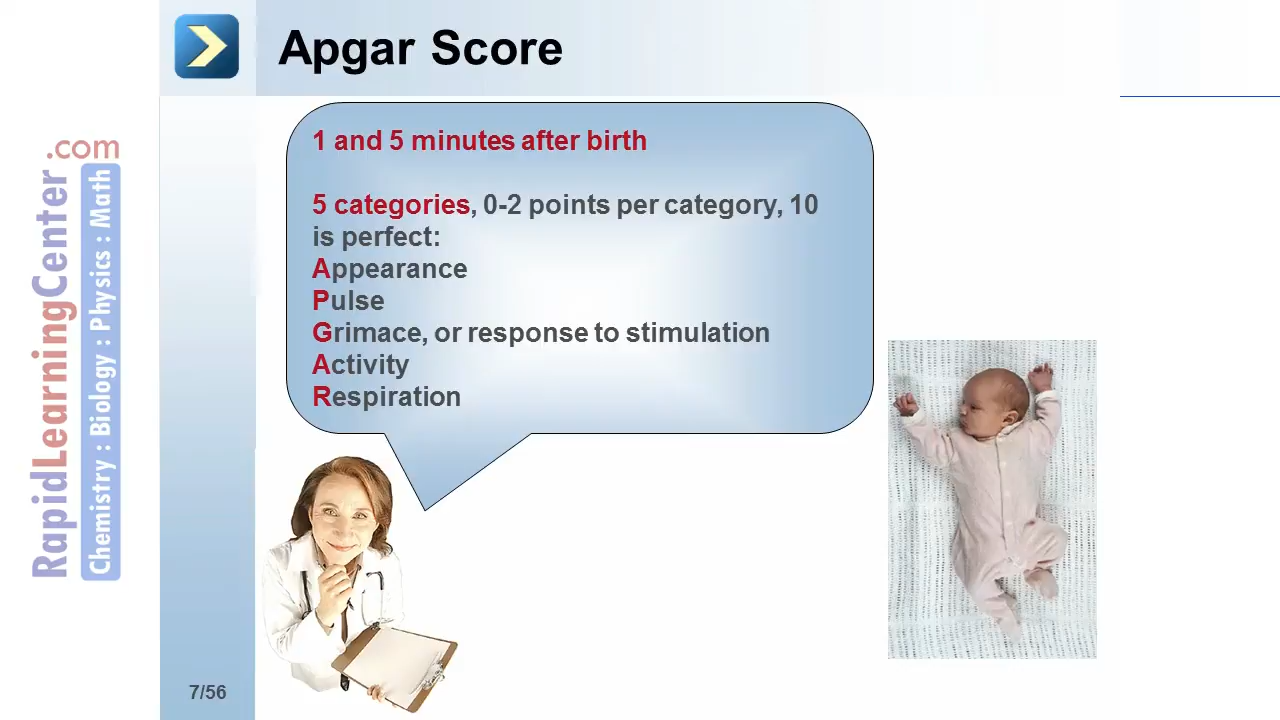 Apgar Score
1 and 5 minutes after birth
5 categories, 0-2 points per category, 10
is perfect:
Appearance
Pulse
Grimace, or response to stimulation
Activity
Respiration
RapidLearningCenter.com
Chemistry : Biology : Physics : Math
7/56